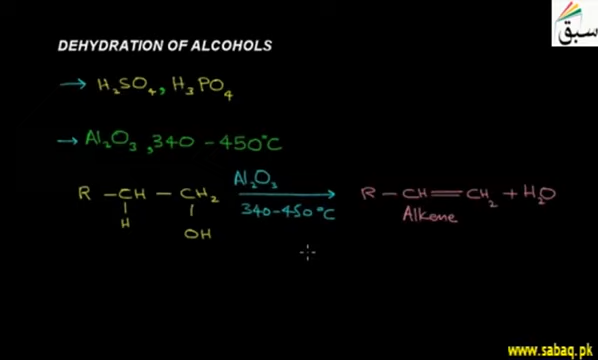 سبق
DEHYDRATION OF ALCOHOLS
→ H₂SO₄, H₃PO₄
→ Al₂O₃, 340 - 450°C
R - CH - CH₂ Al₂O₃ R - CH = CH₂ + H₂O
340-450°C Alkene
H OH
www.sabaq.pk